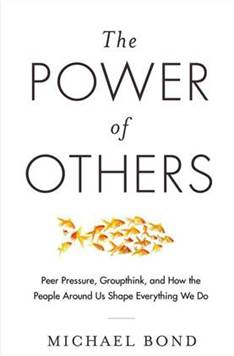 The
POWER
of
OTHERS
Peer Pressure, Groupthink, and How the
People Around Us Shape Everything We Do
MICHAEL BOND